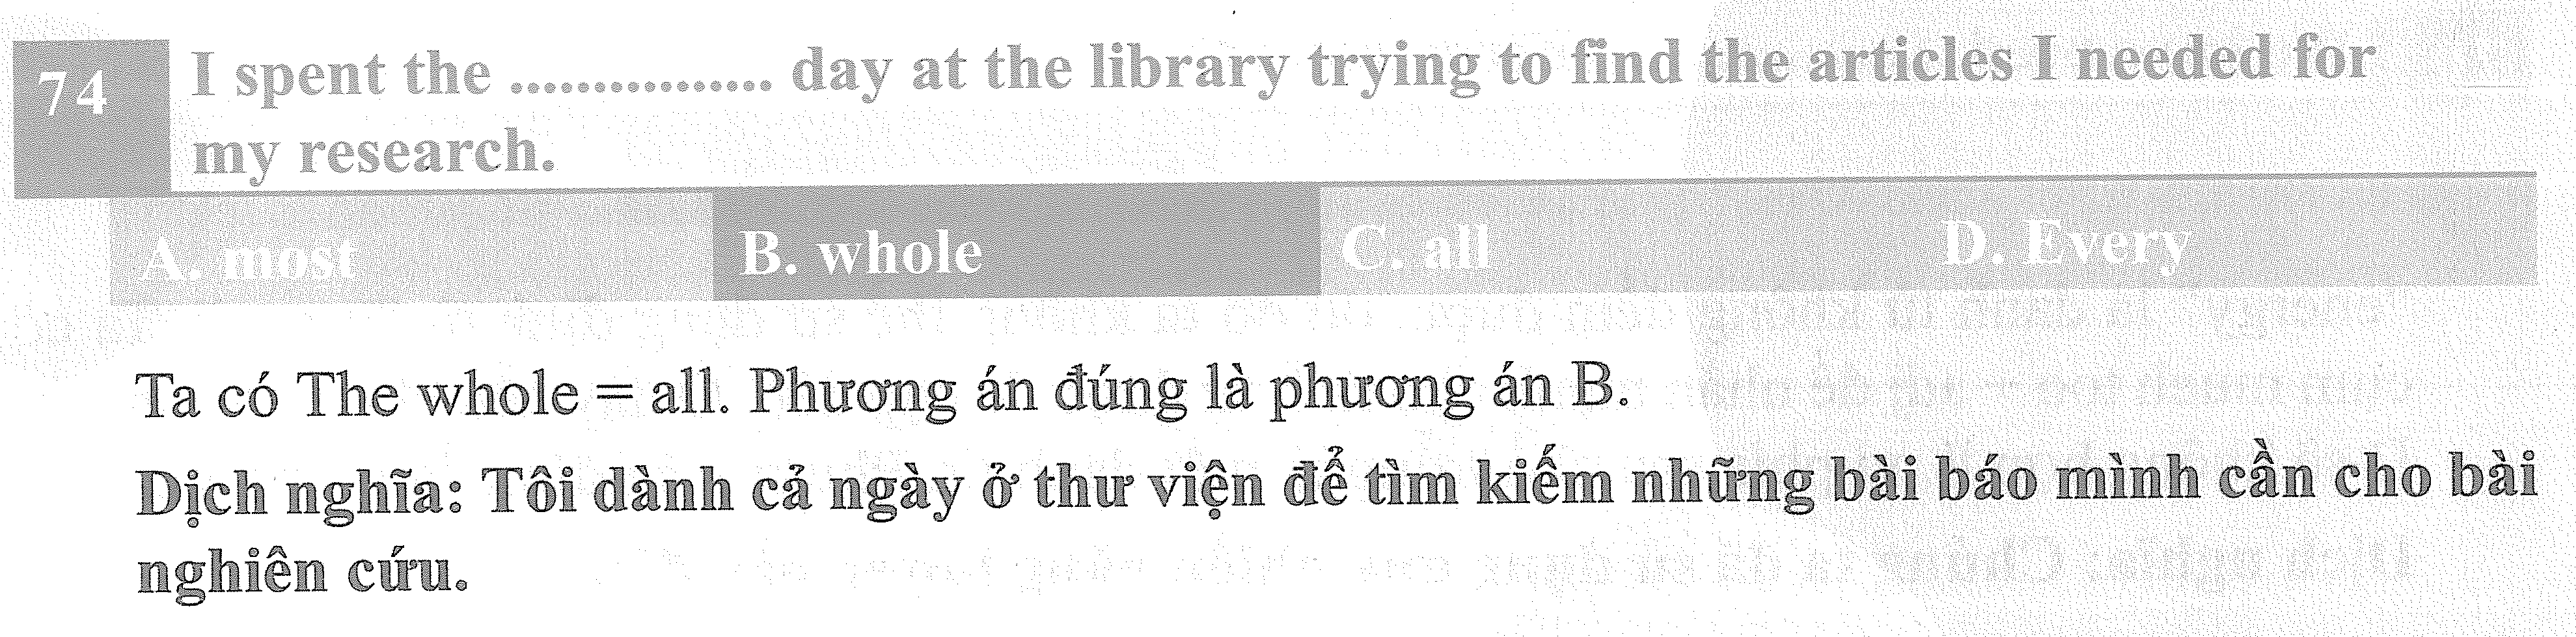 74 I spent the ................ day at the library trying to find the articles I needed for
my research.
A. most B. whole C. all D. Every
Ta có The whole = all. Phương án đúng là phương án B.
Dịch nghĩa: Tôi dành cả ngày ở thư viện để tìm kiếm những bài báo mình cần cho bài
nghiên cứu.